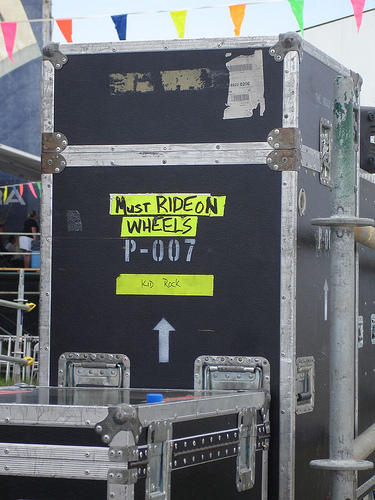 MUST RIDE ON
WHEELS
P-007
KID ROCK